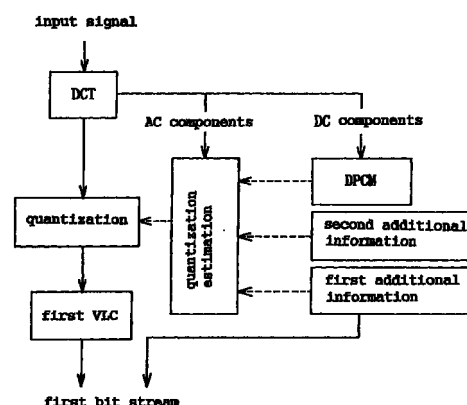 input signal
DCT
AC components
DC components
DPCM
quantization
quantization
estimation
second additional
information
first additional
information
first VLC
first bit stream